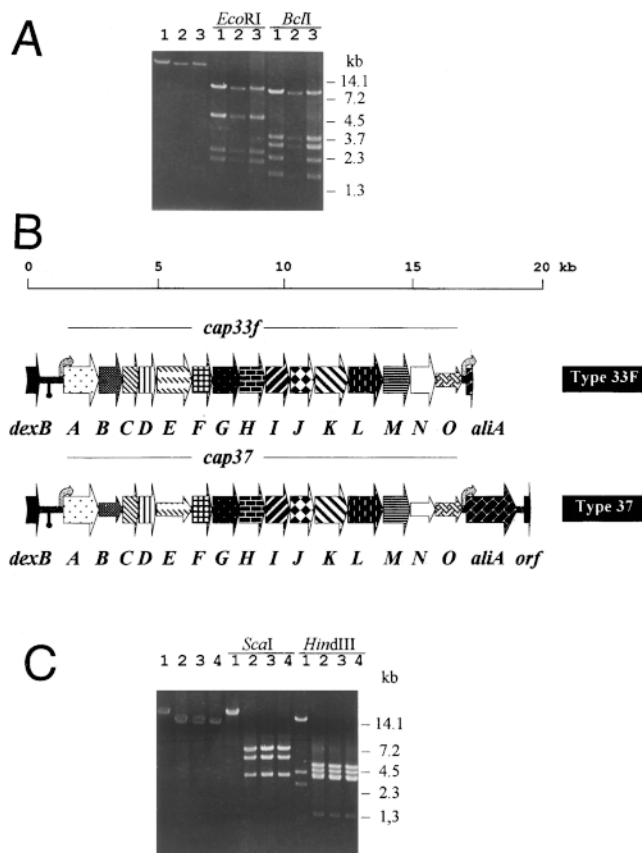 A
EcoRI BclI
1 2 3 1 2 3 1 2 3
kb
14.1
7.2
4.5
3.7
2.3
1.3
B
0 5 10 15 20 kb
cap33f
Type 33F
dexB A B C D E F G H I J K L M N O aliA
cap37
Type 37
dexB A B C D E F G H I J K L M N O aliA orf
C
ScaI HindIII
1 2 3 4 1 2 3 4 1 2 3 4
kb
14.1
7.2
4.5
2.3
1,3